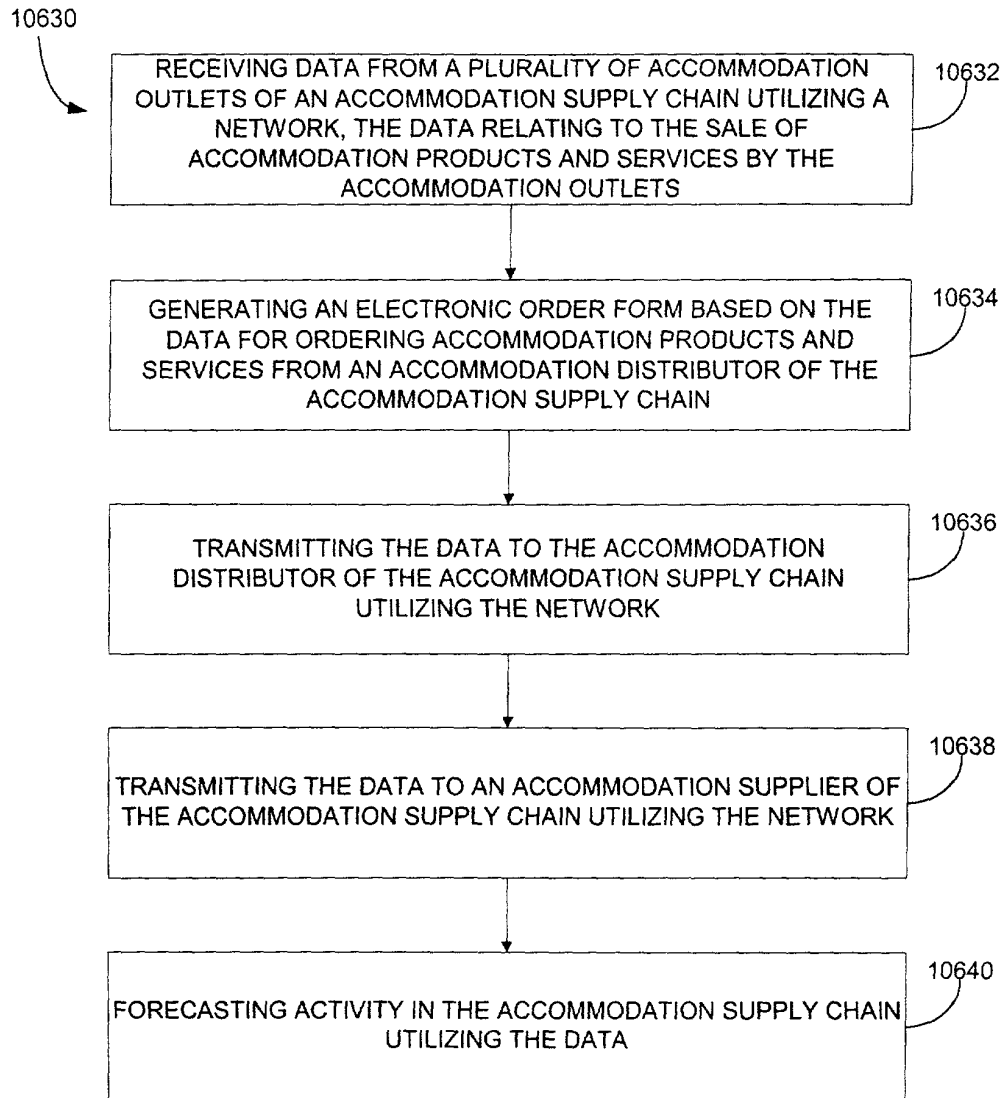 10630
RECEIVING DATA FROM A PLURALITY OF ACCOMMODATION
OUTLETS OF AN ACCOMMODATION SUPPLY CHAIN UTILIZING A
NETWORK, THE DATA RELATING TO THE SALE OF
ACCOMMODATION PRODUCTS AND SERVICES BY THE
ACCOMMODATION OUTLETS
10632
GENERATING AN ELECTRONIC ORDER FORM BASED ON THE
DATA FOR ORDERING ACCOMMODATION PRODUCTS AND
SERVICES FROM AN ACCOMMODATION DISTRIBUTOR OF THE
ACCOMMODATION SUPPLY CHAIN
10634
TRANSMITTING THE DATA TO THE ACCOMMODATION
DISTRIBUTOR OF THE ACCOMMODATION SUPPLY CHAIN
UTILIZING THE NETWORK
10636
TRANSMITTING THE DATA TO AN ACCOMMODATION SUPPLIER OF
THE ACCOMMODATION SUPPLY CHAIN UTILIZING THE NETWORK
10638
FORECASTING ACTIVITY IN THE ACCOMMODATION SUPPLY CHAIN
UTILIZING THE DATA
10640